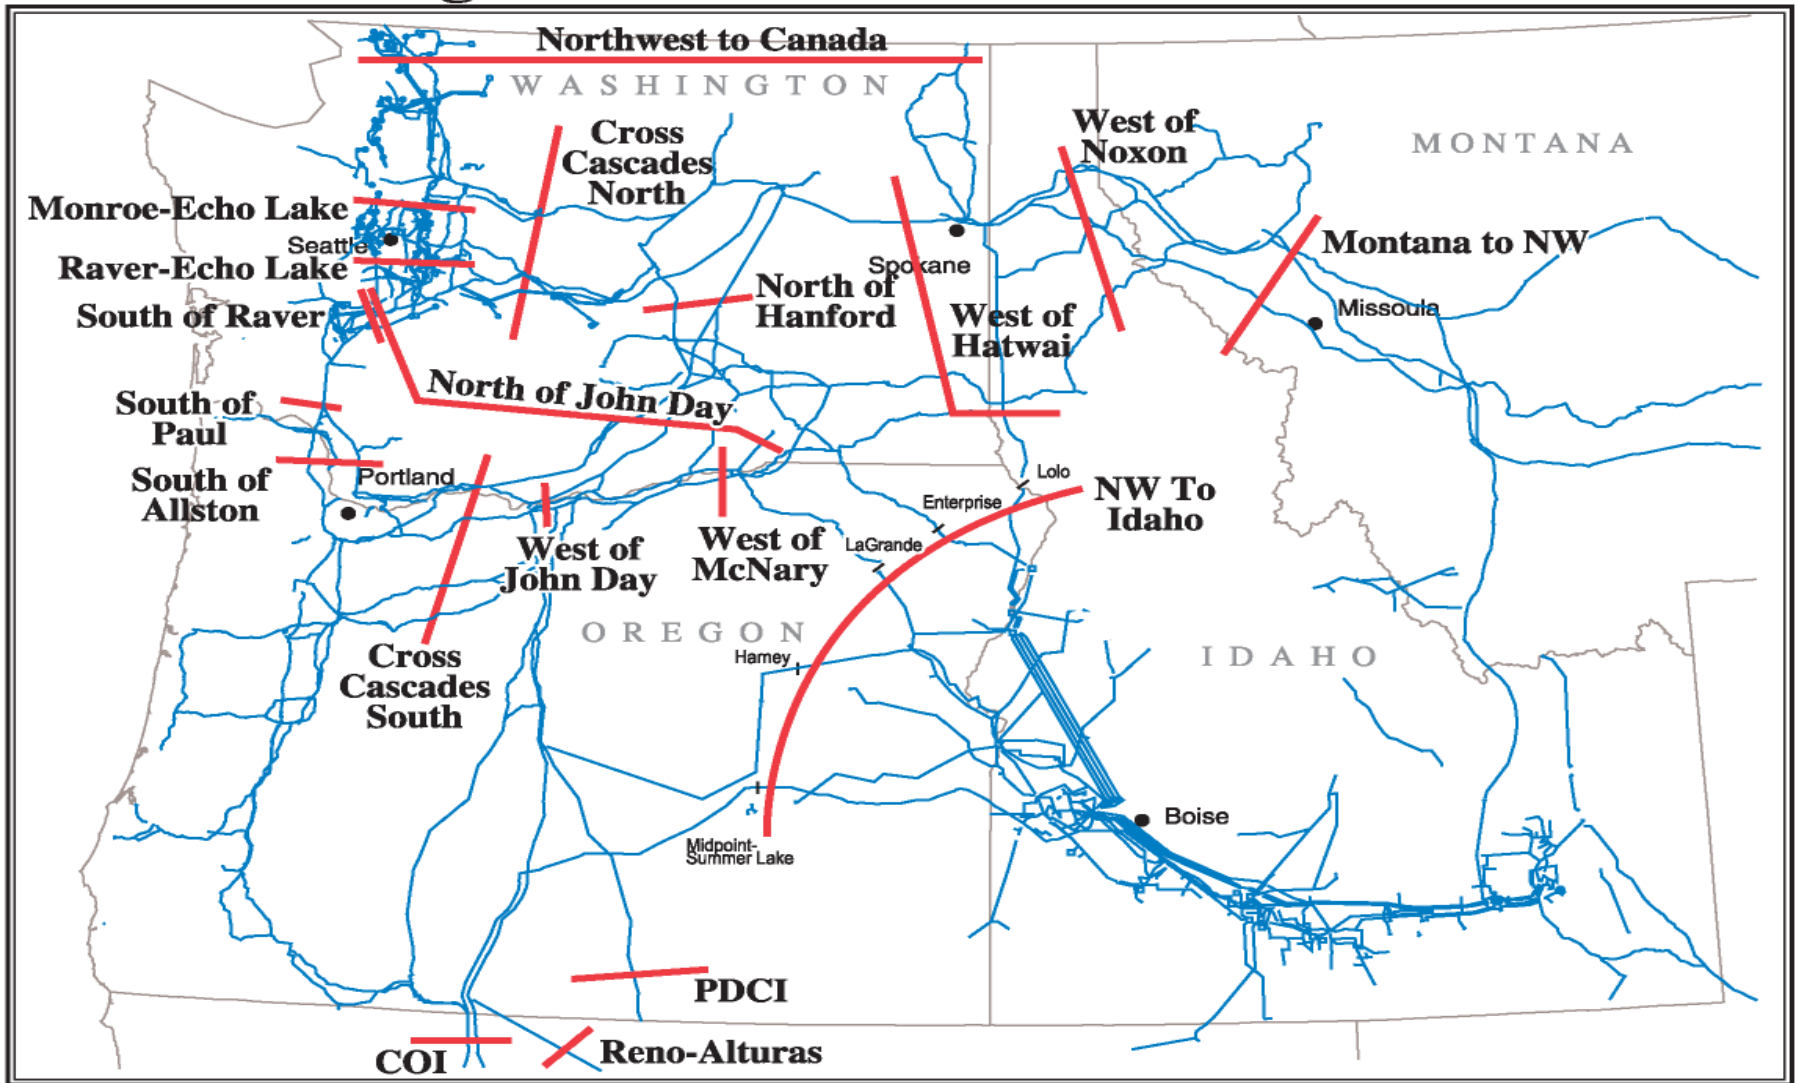 Northwest to Canada
WASHINGTON
Cross
Cascades
North
West of
Noxon
MONTANA
Monroe-Echo Lake
Seattle
Raver-Echo Lake
South of Raver
Spokane
North of
Hanford
West of
Hatwai
Montana to NW
Missoula
North of John Day
South of
Paul
South of
Allston
Portland
Lolo
Enterprise
NW To
Idaho
LaGrande
West of
John Day
West of
McNary
OREGON
Harney
IDAHO
Cross
Cascades
South
Boise
Midpoint-
Summer Lake
PDCI
COI
Reno-Alturas